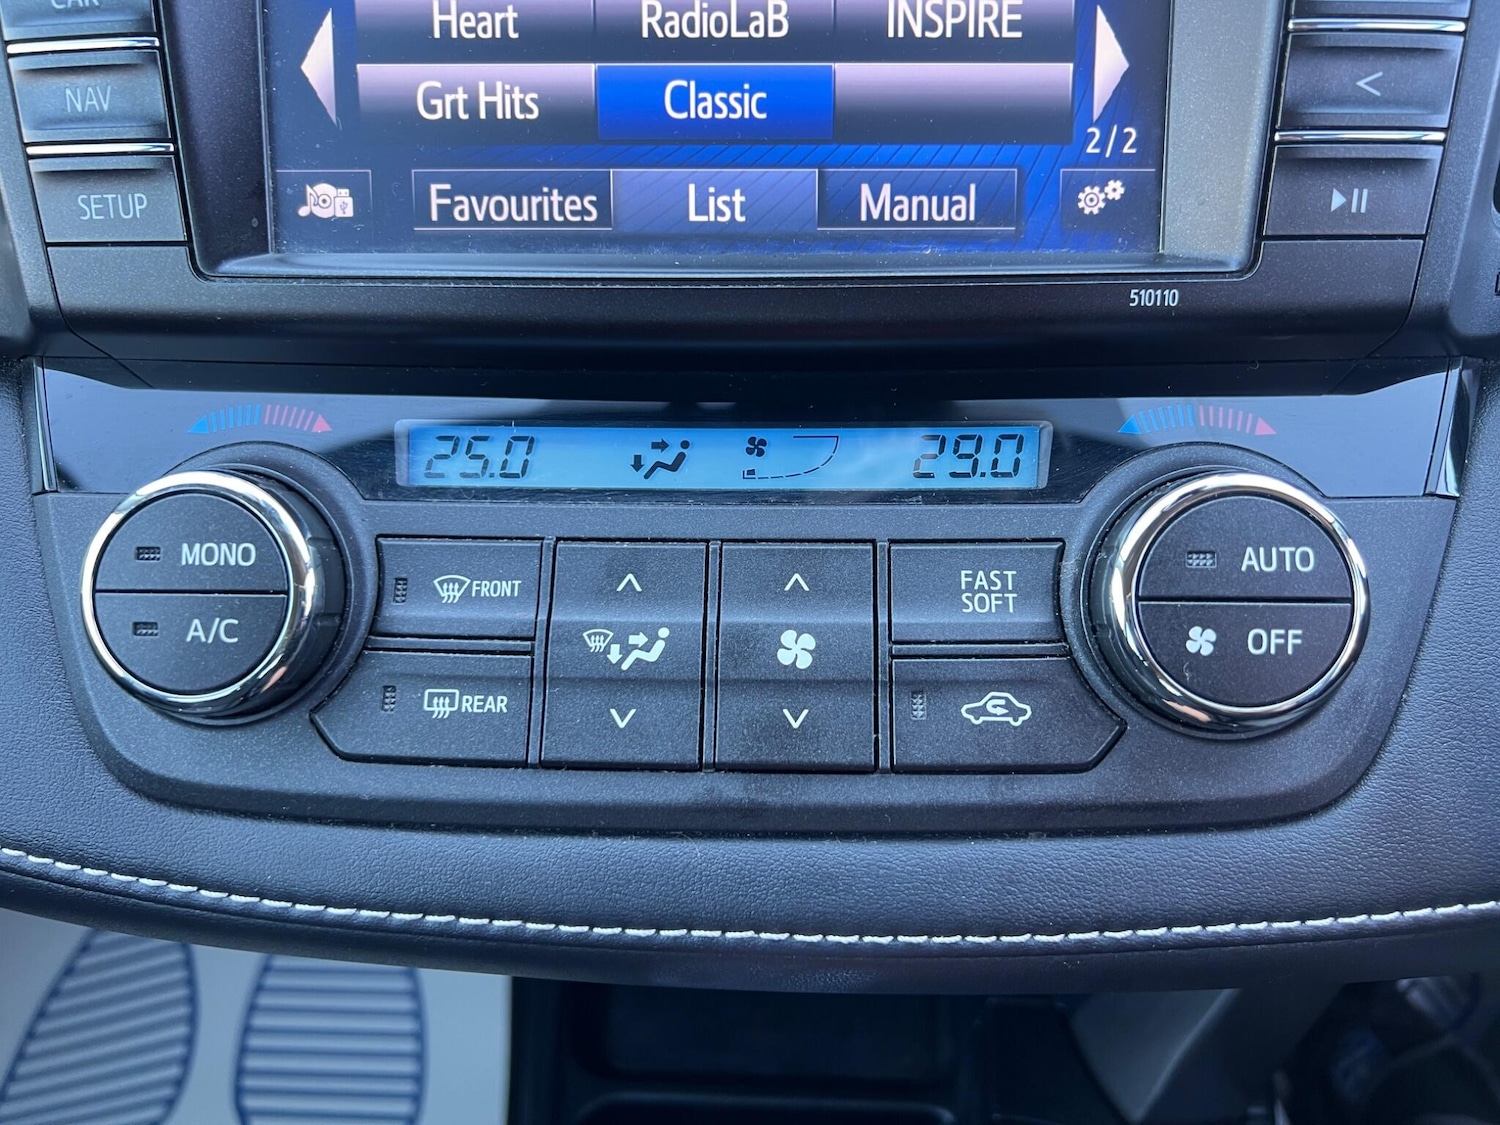 CAR
Heart RadioLaB INSPIRE
NAV
Grt Hits Classic
<
2/2
SETUP
Favourites List Manual
510110
25.0 29.0
MONO
A/C
FRONT
REAR
FAST
SOFT
AUTO
OFF